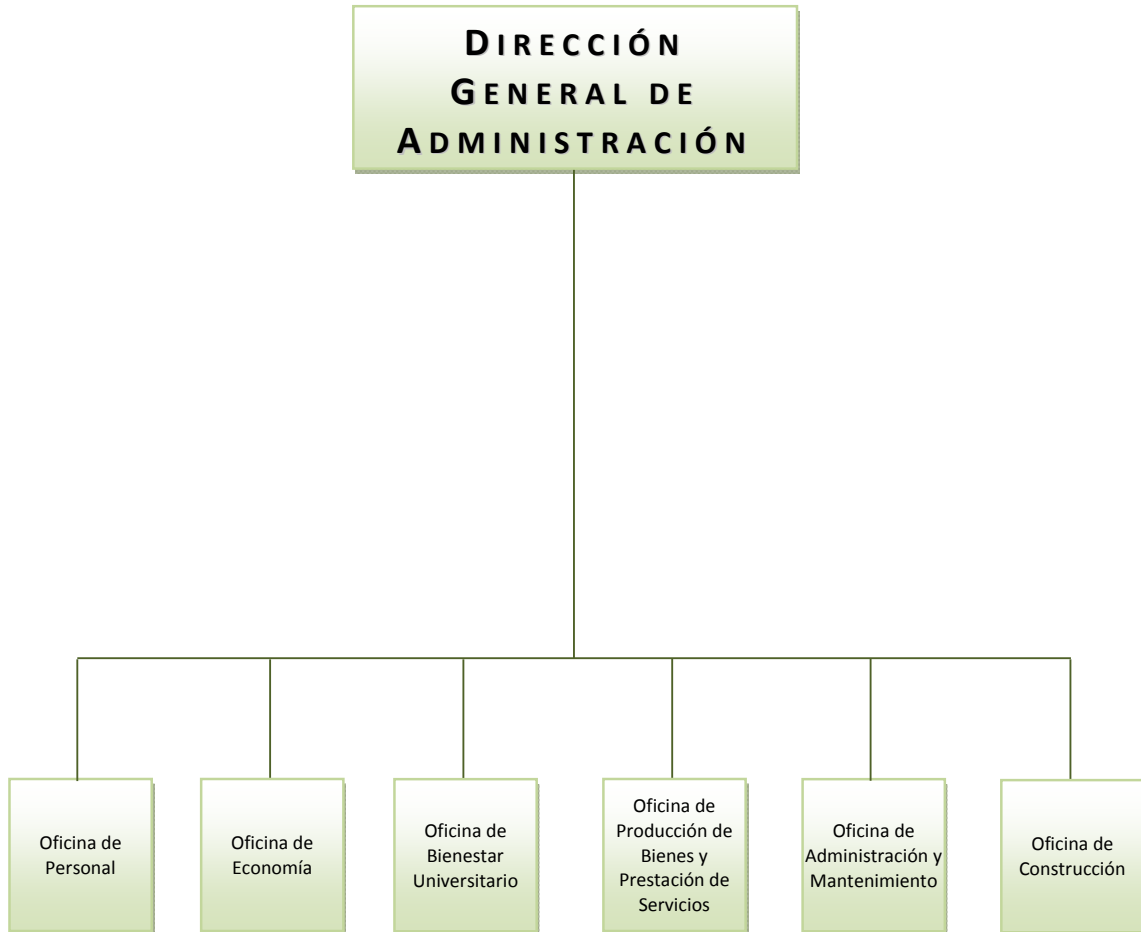 DIRECCIÓN
GENERAL DE
ADMINISTRACIÓN
Oficina de
Personal
Oficina de
Economía
Oficina de
Bienestar
Universitario
Oficina de
Producción de
Bienes y
Prestación de
Servicios
Oficina de
Administración y
Mantenimiento
Oficina de
Construcción